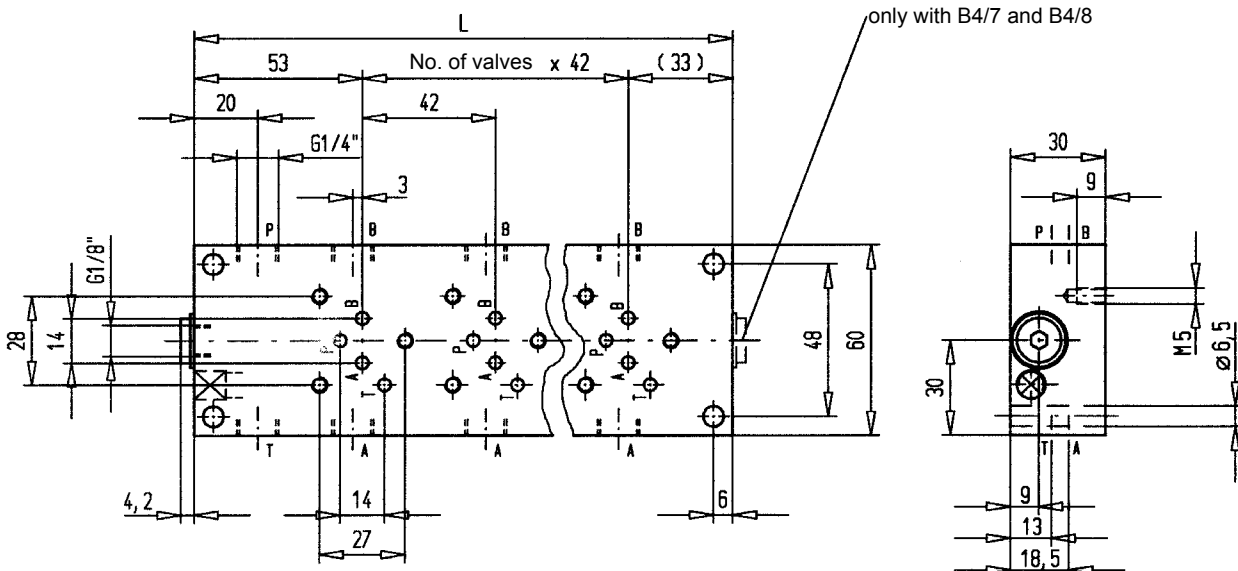 only with B4/7 and B4/8
L
53
No. of valves x 42
(33)
20
42
30
G1/4"
3
9
P B B B
P B
G1/8"
28
14
B B B
P P P
A A A
T T T
48
60
M5
Ø6,5
30
T A A A
T A
4,2
14
27
6
9
13
18,5